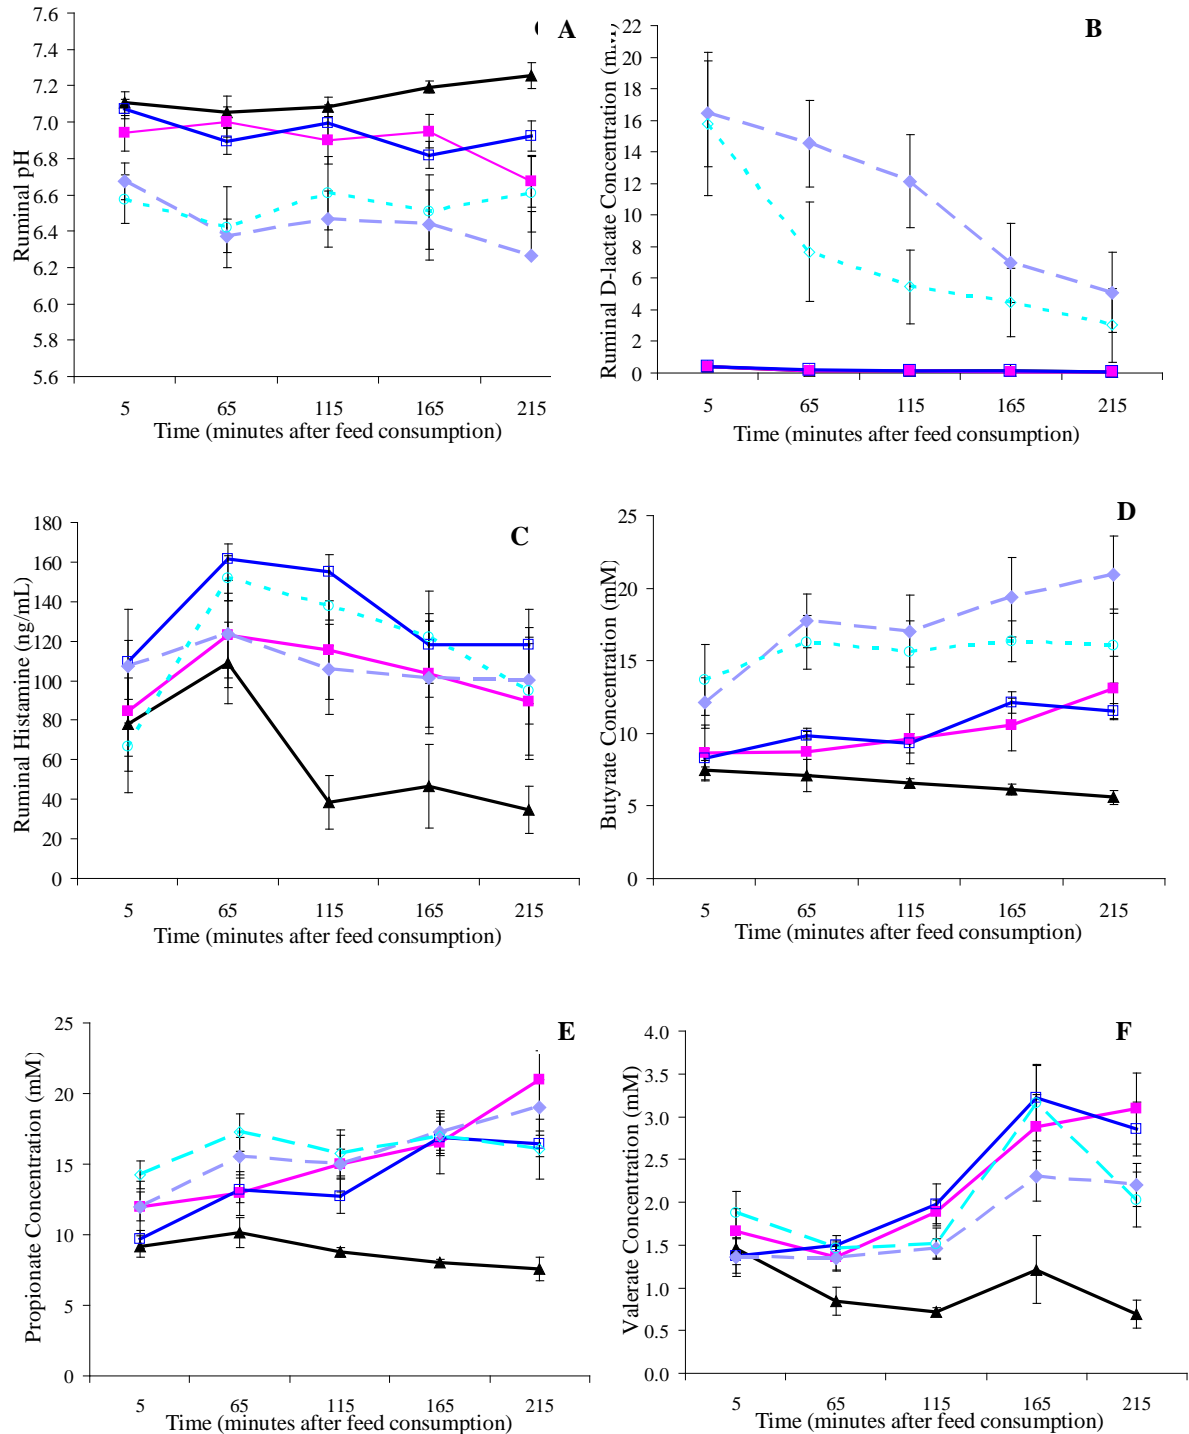 A
7.6
7.4
7.2
7.0
6.8
6.6
6.4
6.2
6.0
5.8
5.6
Ruminal pH
5 65 115 165 215
Time (minutes after feed consumption)
B
22
20
18
16
14
12
10
8
6
4
2
0
Ruminal D-lactate Concentration (mM)
5 65 115 165 215
Time (minutes after feed consumption)
C
180
160
140
120
100
80
60
40
20
0
Ruminal Histamine (ng/mL)
5 65 115 165 215
Time (minutes after feed consumption)
D
25
20
15
10
5
0
Butyrate Concentration (mM)
5 65 115 165 215
Time (minutes after feed consumption)
E
25
20
15
10
5
0
Propionate Concentration (mM)
5 65 115 165 215
Time (minutes after feed consumption)
F
4.0
3.5
3.0
2.5
2.0
1.5
1.0
0.5
0.0
Valerate Concentration (mM)
5 65 115 165 215
Time (minutes after feed consumption)